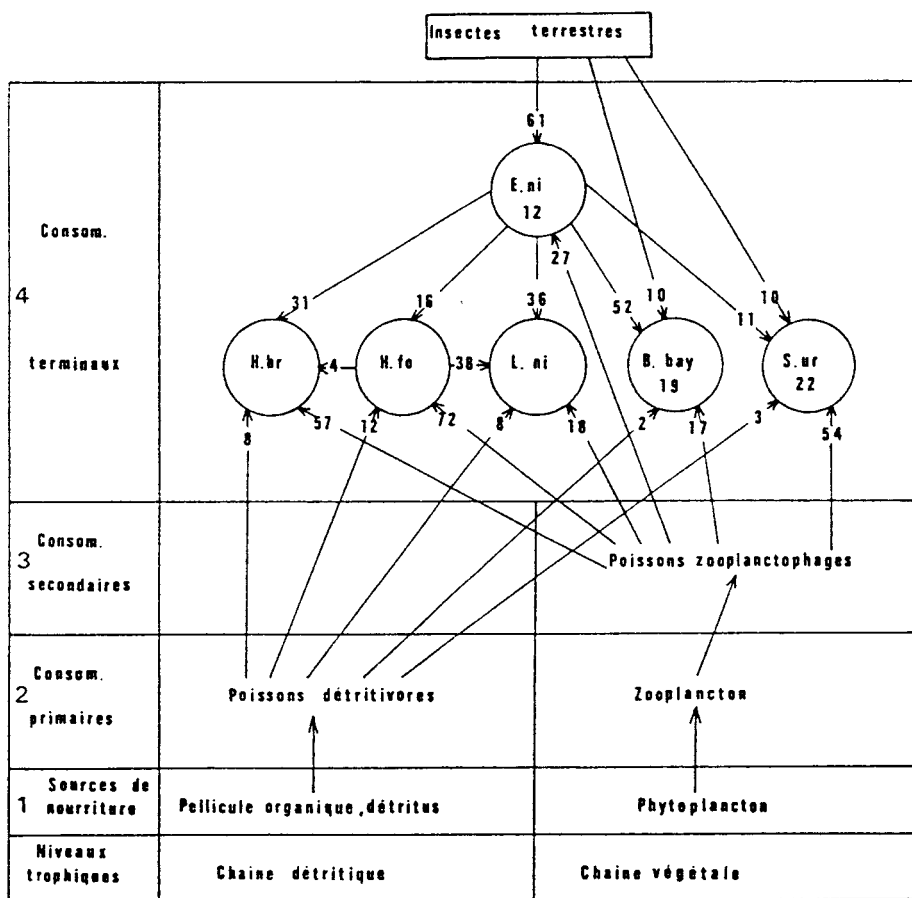 Insectes terrestres
61
E. ni
12
27
Consom.
4
terminaux
31
16
36
52
10
11
10
H.br
4
H.fo
38
L. ni
B. bay
19
S.ur
22
8
57
12
72
8
18
2
17
3
54
Consom.
3
secondaires
Poissons zooplanctophages
Consom.
2
primaires
Poissons détritivores
Zooplancton
Sources de
1
nourriture
Pellicule organique,détritus
Phytoplancton
Niveaux
trophiques
Chaine détritique
Chaine végétale